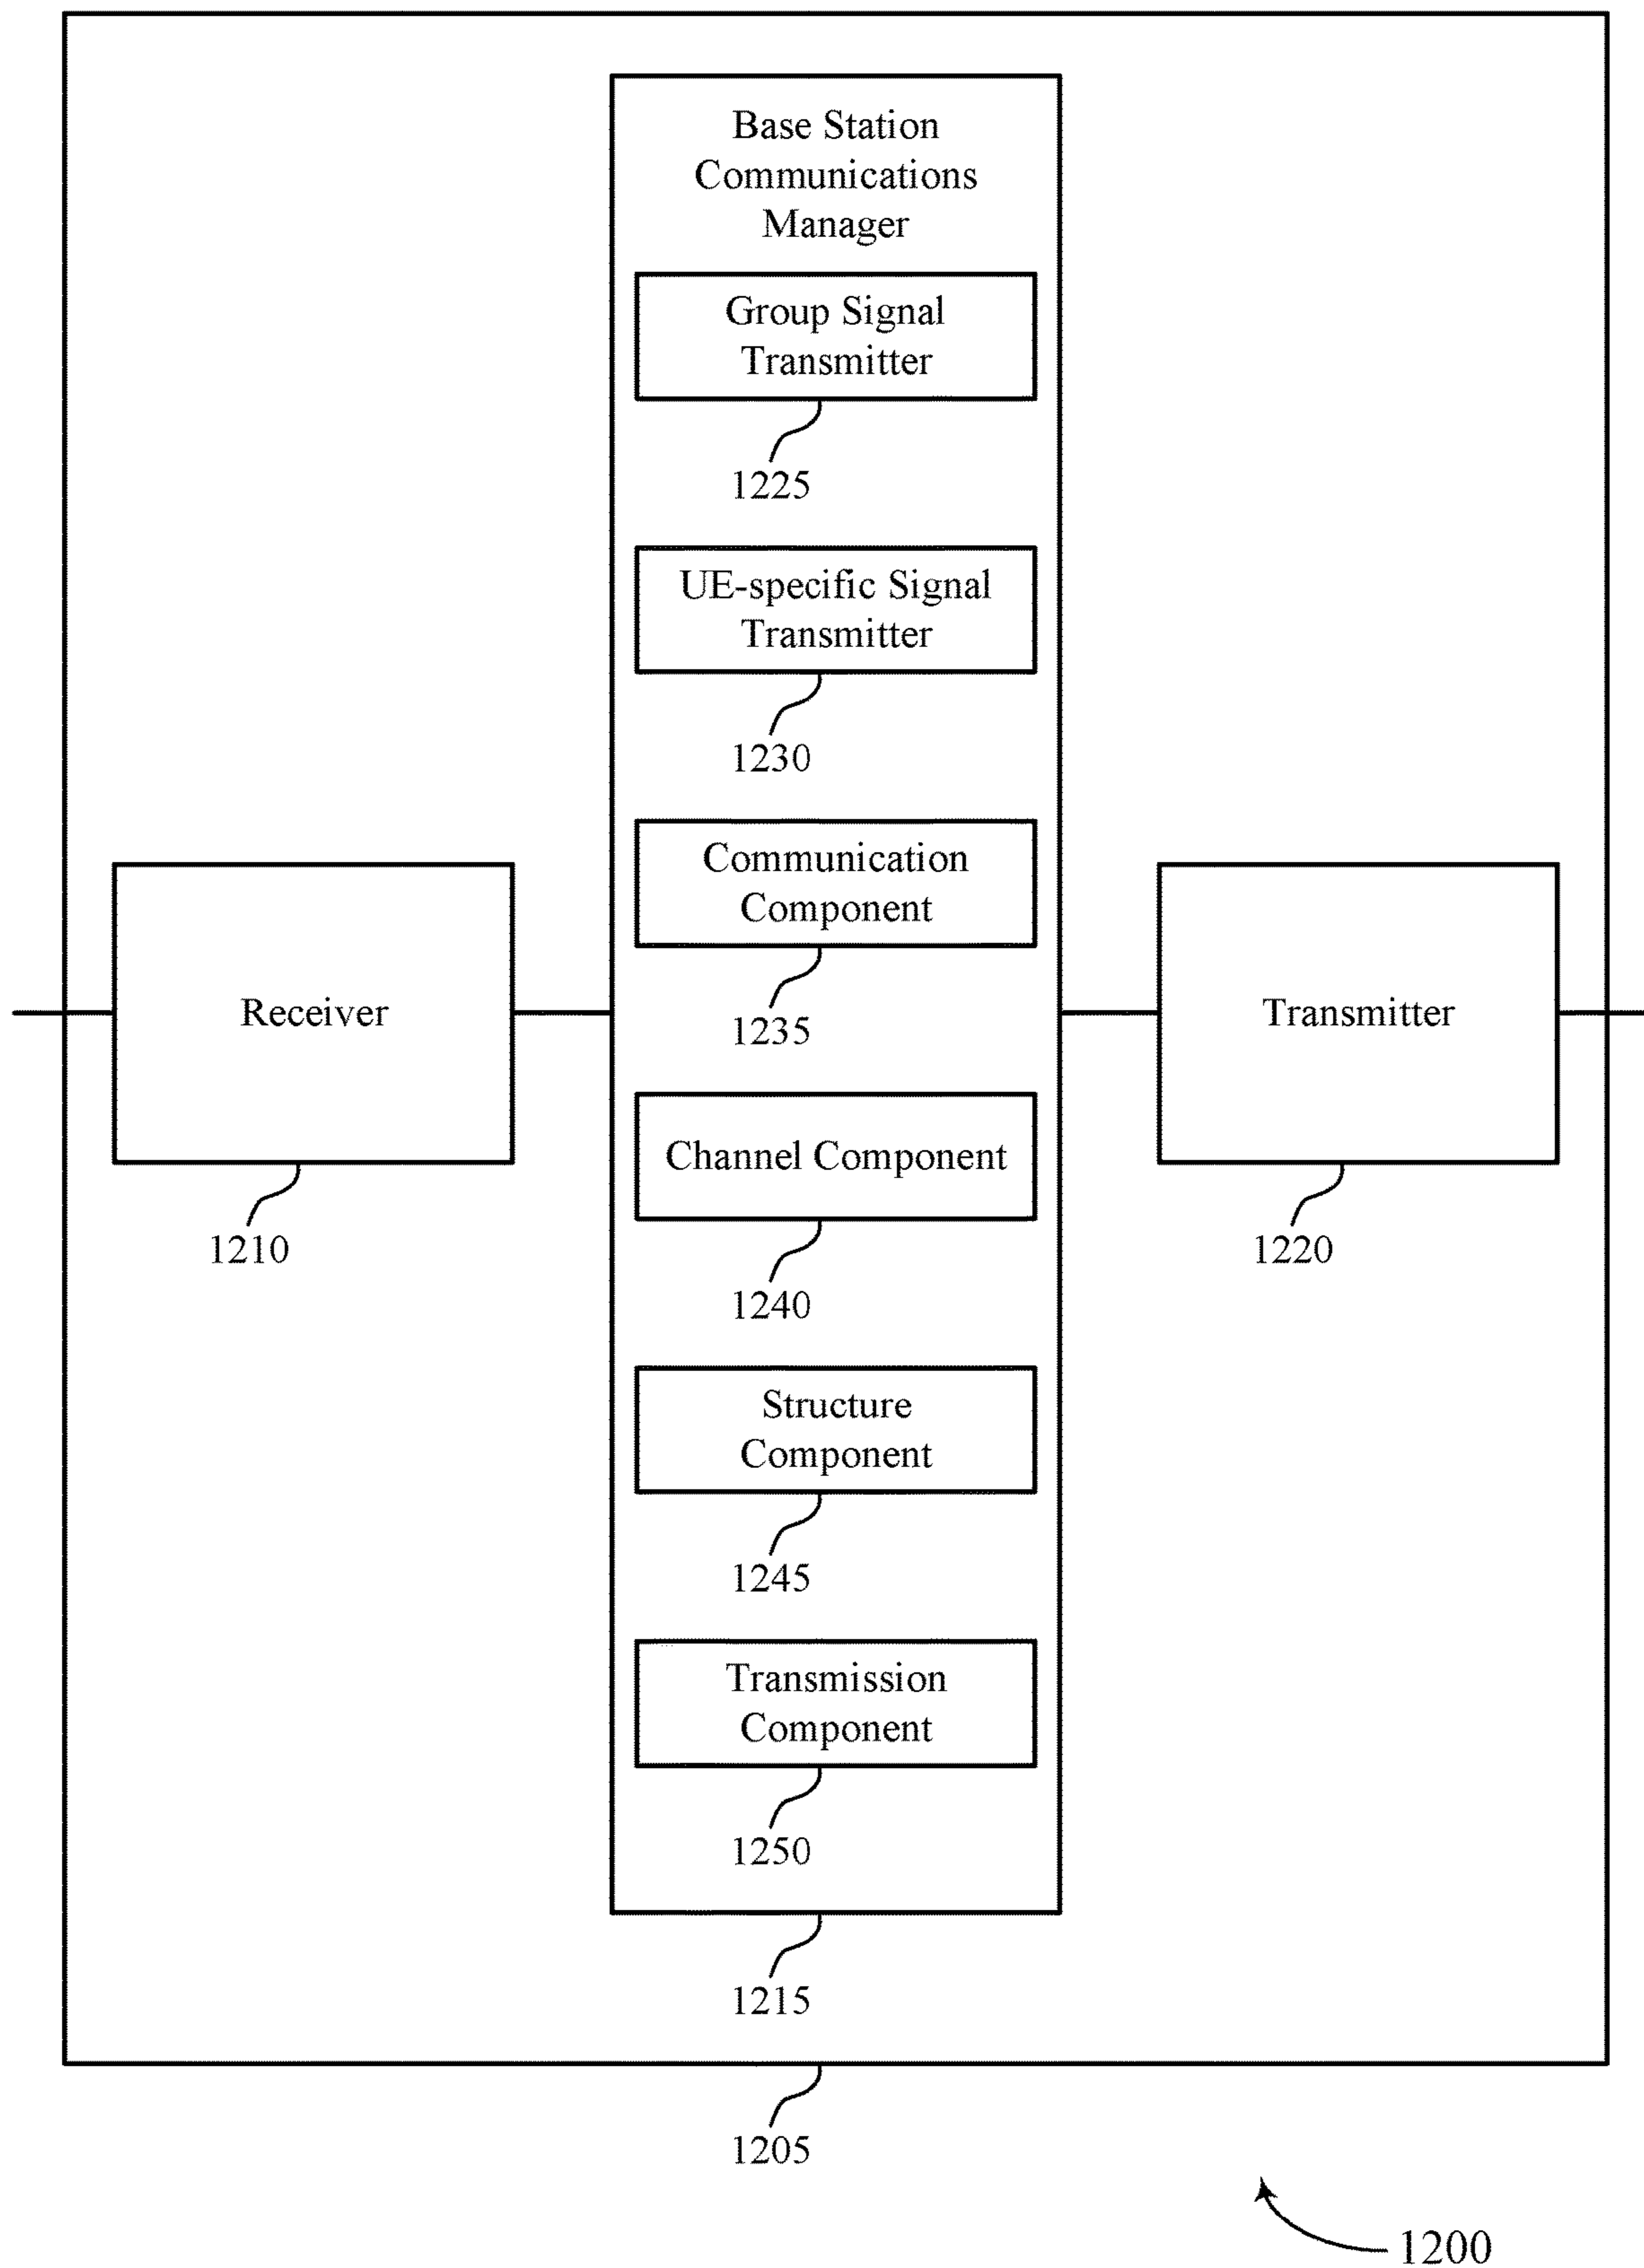 Base Station
Communications
Manager
Group Signal
Transmitter
1225
UE-specific Signal
Transmitter
1230
Communication
Component
1235
Receiver
1210
Transmitter
1220
Channel Component
1240
Structure
Component
1245
Transmission
Component
1250
1215
1205
1200